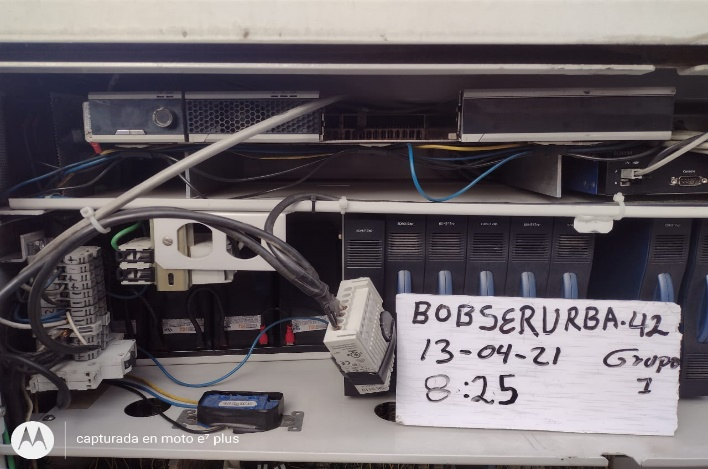 BOBSERURBA.42
13-04-21 Grupo
8:25 I
capturada en moto e⁷ plus